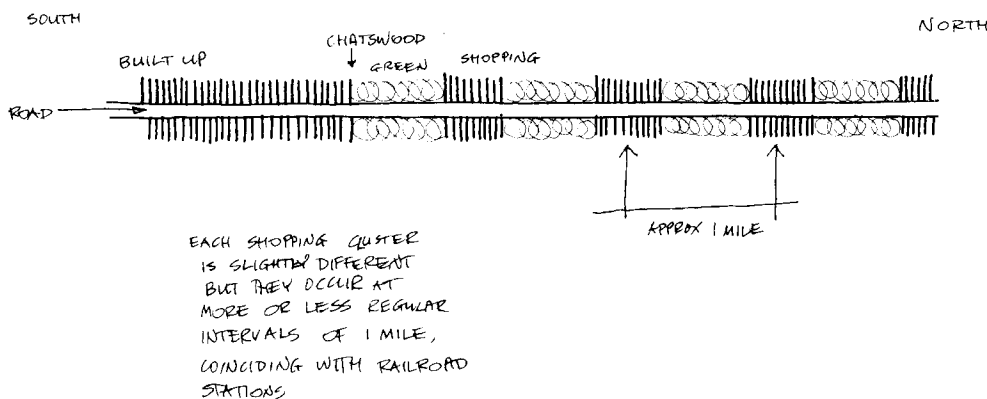 SOUTH
NORTH
CHATSWOOD
BUILT UP
GREEN
SHOPPING
ROAD
APPROX 1 MILE
EACH SHOPPING CLUSTER
IS SLIGHTLY DIFFERENT
BUT THEY OCCUR AT
MORE OR LESS REGULAR
INTERVALS OF 1 MILE,
COINCIDING WITH RAILROAD
STATIONS